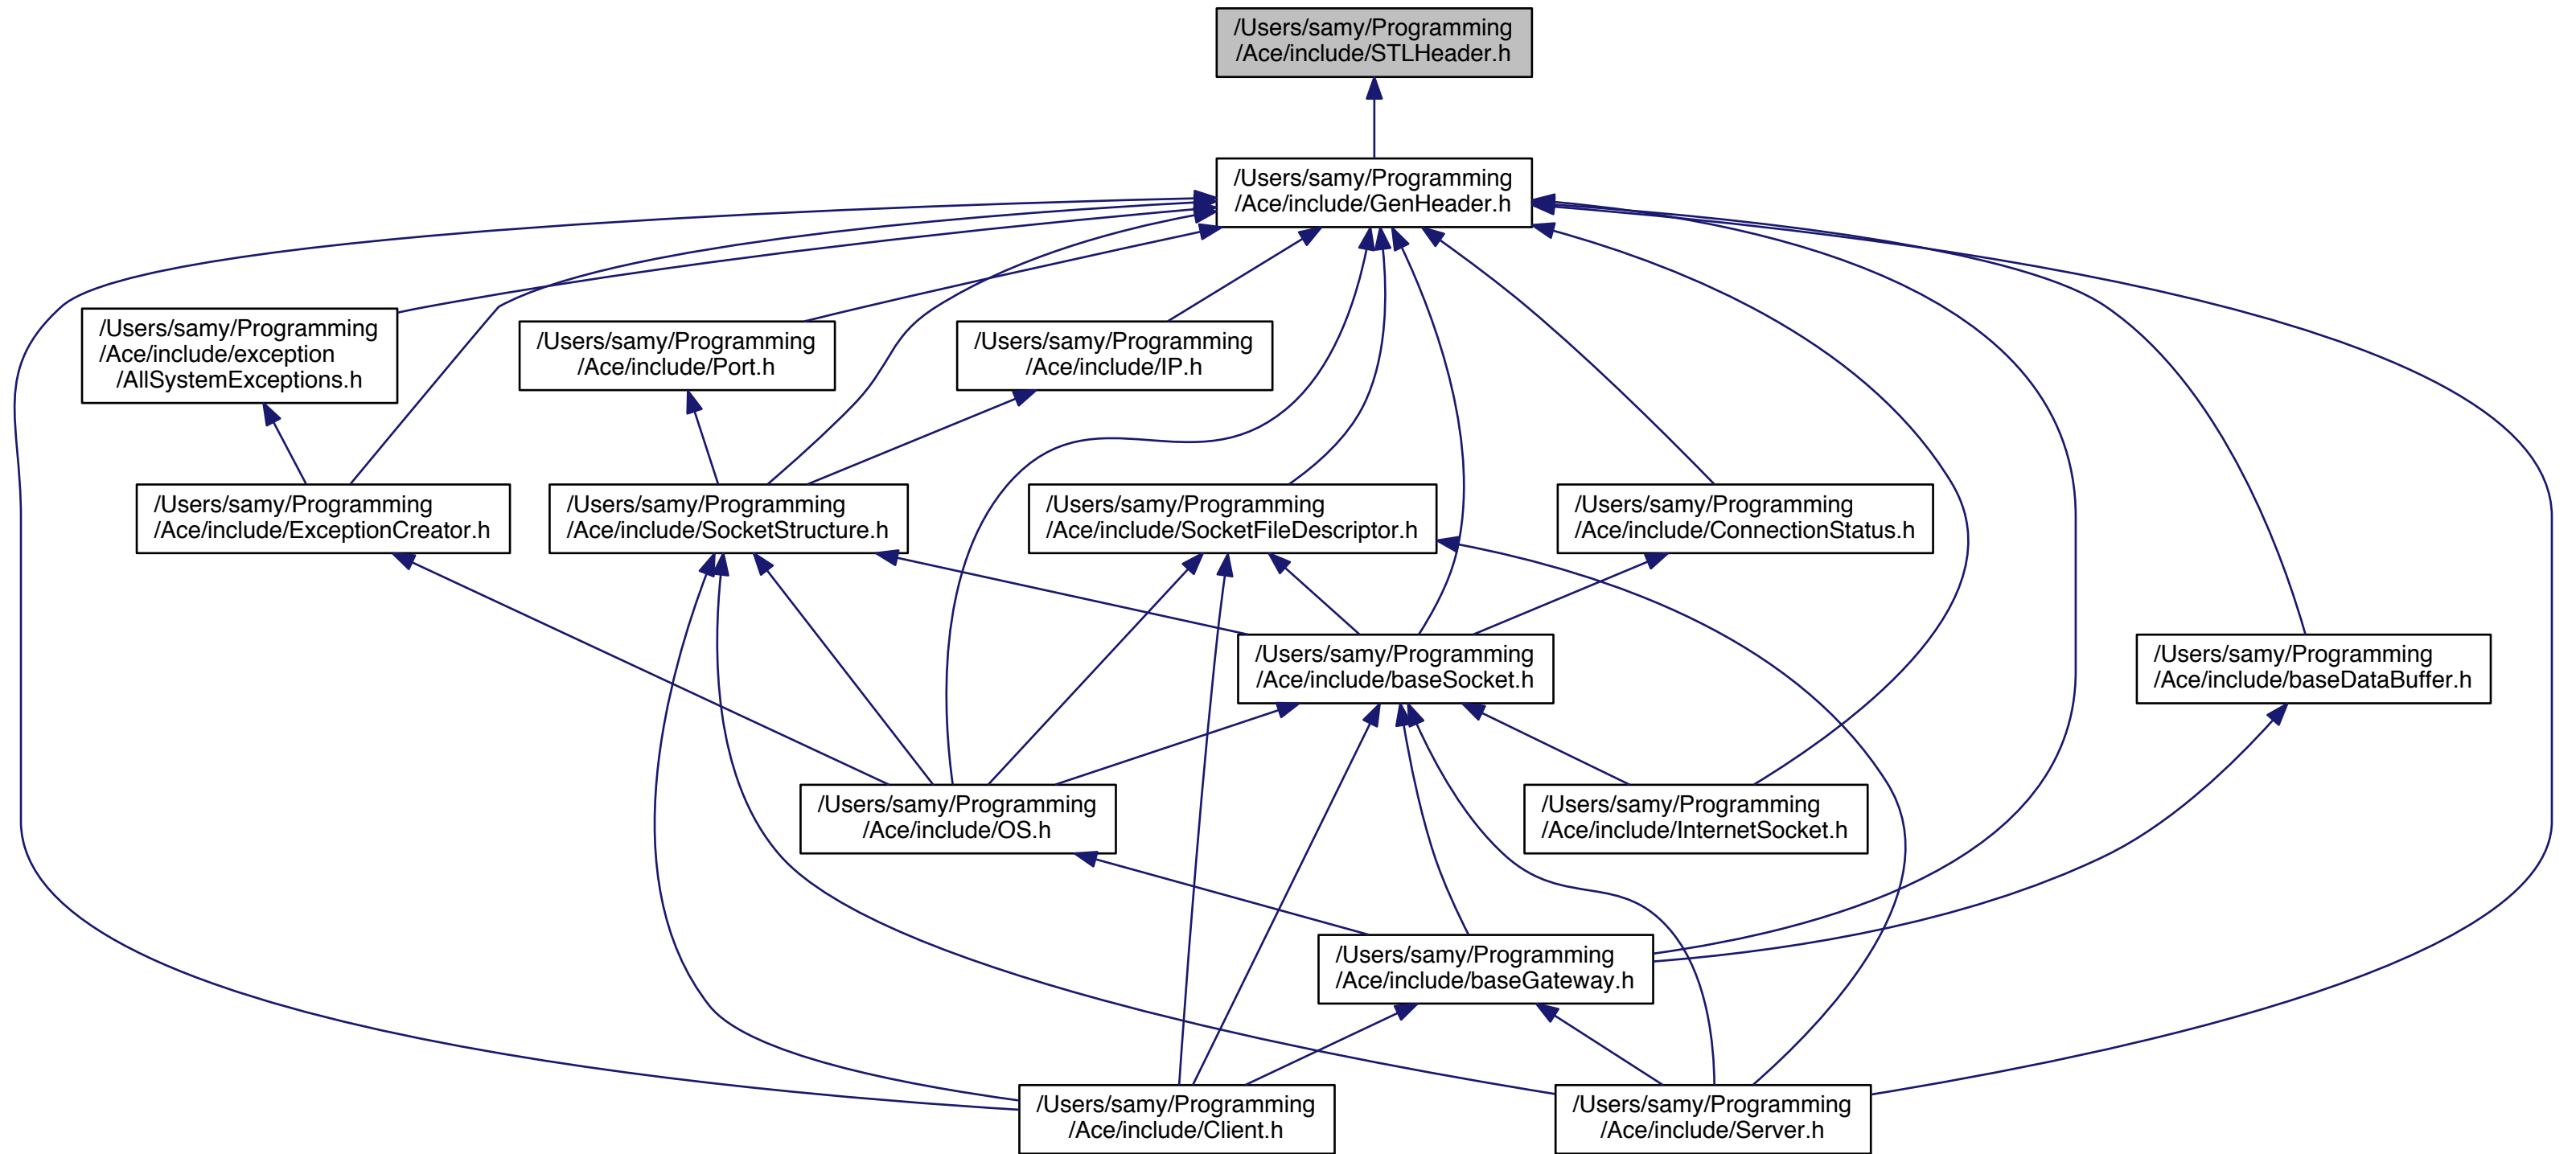 /Users/samy/Programming
/Ace/include/STLHeader.h
/Users/samy/Programming
/Ace/include/GenHeader.h
/Users/samy/Programming
/Ace/include/exception
/AllSystemExceptions.h
/Users/samy/Programming
/Ace/include/Port.h
/Users/samy/Programming
/Ace/include/IP.h
/Users/samy/Programming
/Ace/include/ExceptionCreator.h
/Users/samy/Programming
/Ace/include/SocketStructure.h
/Users/samy/Programming
/Ace/include/SocketFileDescriptor.h
/Users/samy/Programming
/Ace/include/ConnectionStatus.h
/Users/samy/Programming
/Ace/include/baseSocket.h
/Users/samy/Programming
/Ace/include/baseDataBuffer.h
/Users/samy/Programming
/Ace/include/OS.h
/Users/samy/Programming
/Ace/include/InternetSocket.h
/Users/samy/Programming
/Ace/include/baseGateway.h
/Users/samy/Programming
/Ace/include/Client.h
/Users/samy/Programming
/Ace/include/Server.h